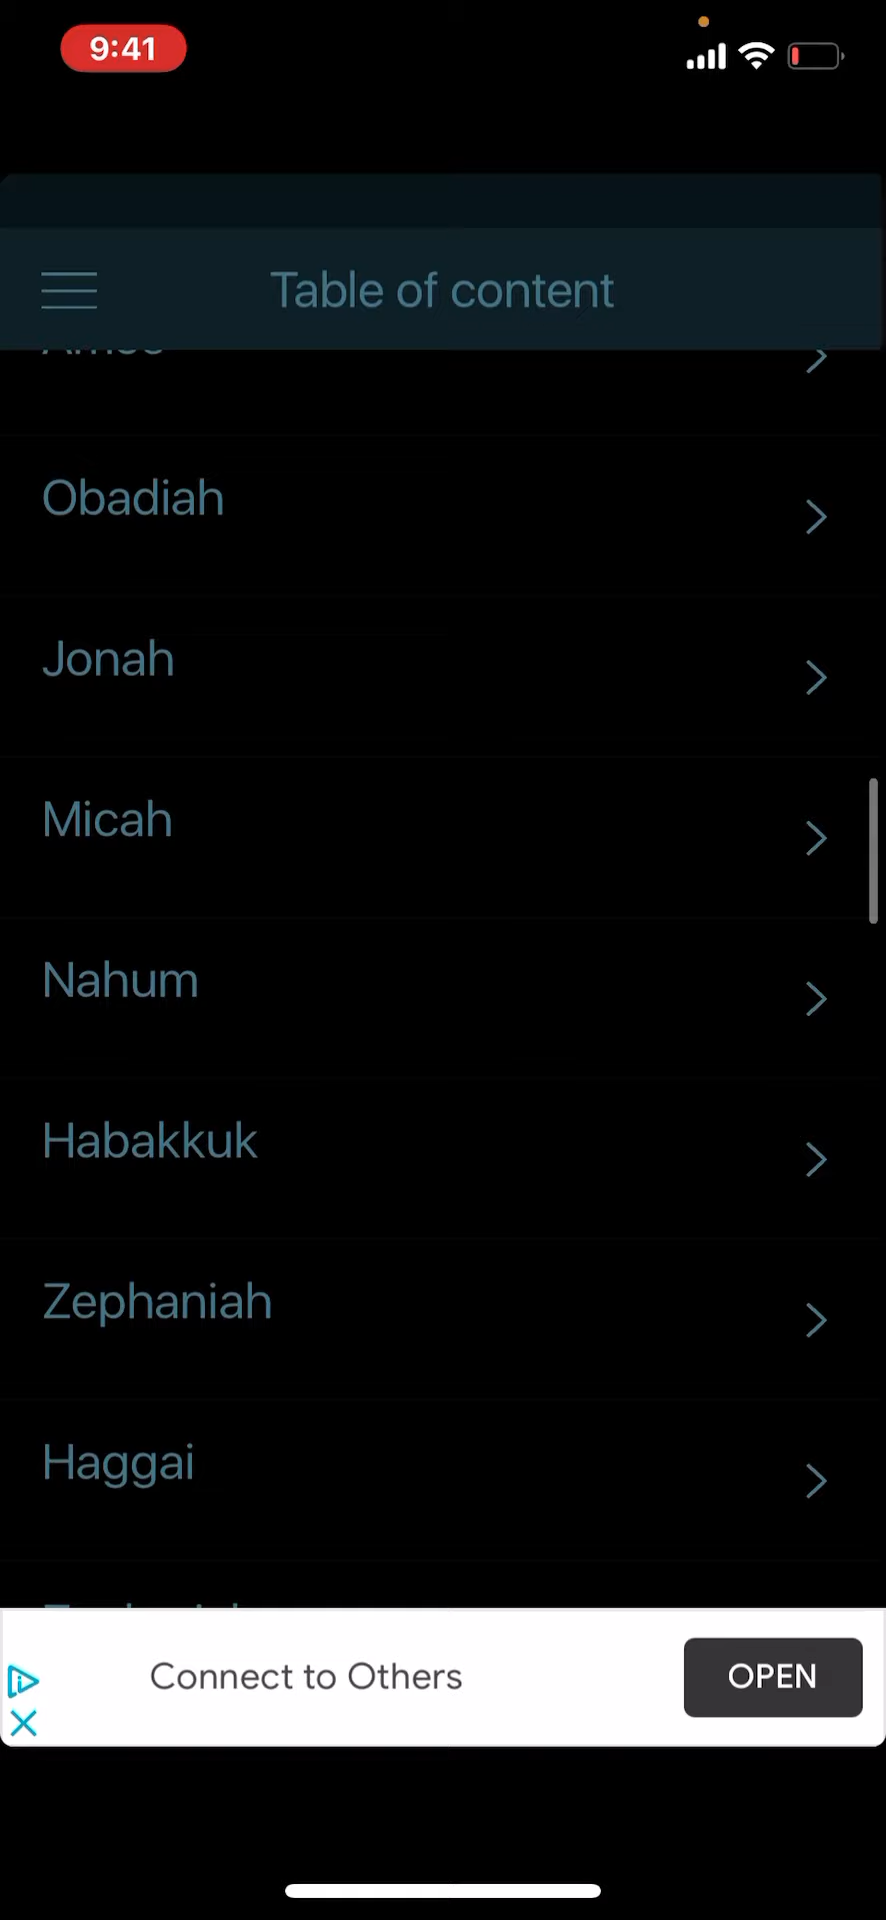 9:41
Table of content
Obadiah
Jonah
Micah
Nahum
Habakkuk
Zephaniah
Haggai
Connect to Others
OPEN